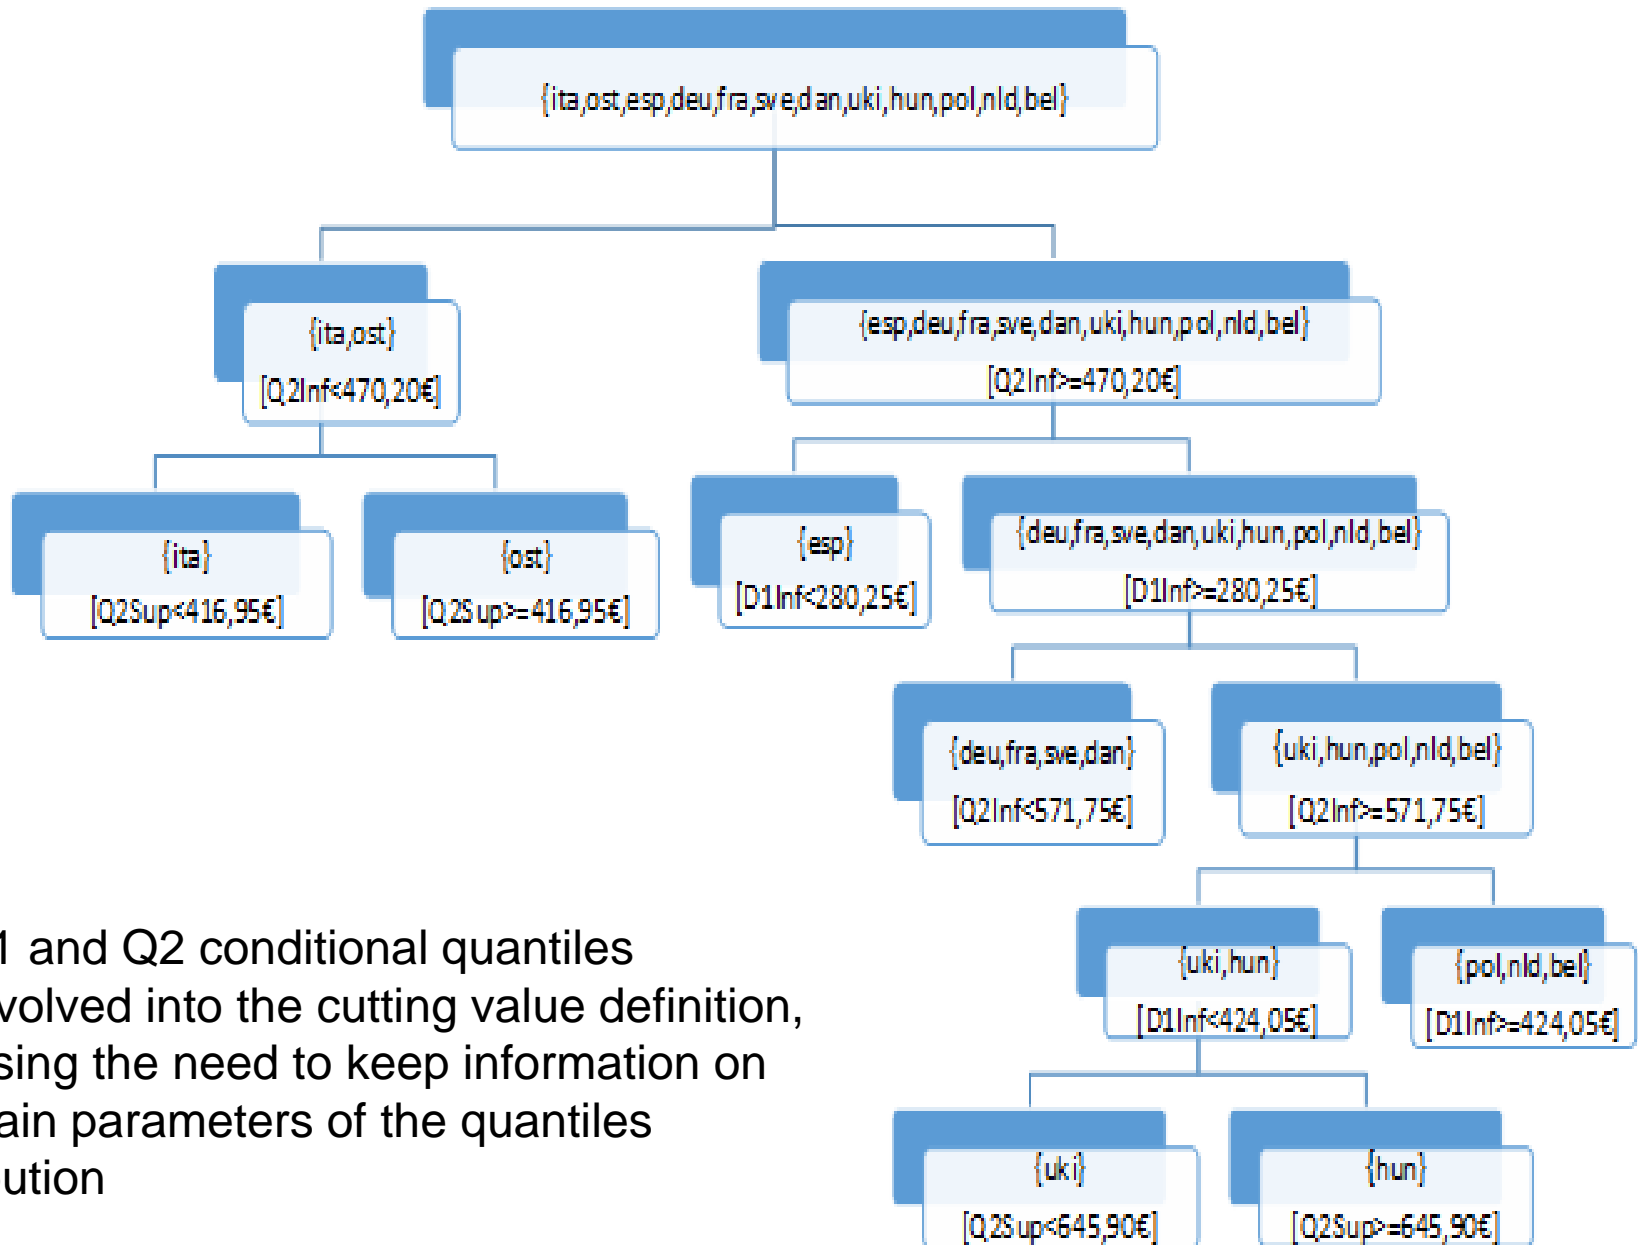 {ita,ost,esp,deu,fra,sve,dan,uki,hun,pol,nld,bel}
{ita,ost}
[Q2Inf<470,20€]
{esp,deu,fra,sve,dan,uki,hun,pol,nld,bel}
[Q2Inf>=470,20€]
{ita}
[Q2Sup<416,95€]
{ost}
[Q2Sup>=416,95€]
{esp}
[D1Inf<280,25€]
{deu,fra,sve,dan,uki,hun,pol,nld,bel}
[D1Inf>=280,25€]
{deu,fra,sve,dan}
[Q2Inf<571,75€]
{uki,hun,pol,nld,bel}
[Q2Inf>=571,75€]
{uki,hun}
[D1Inf<424,05€]
{pol,nld,bel}
[D1Inf>=424,05€]
{uki}
[Q2Sup<645,90€]
{hun}
[Q2Sup>=645,90€]
1 and Q2 conditional quantiles
volved into the cutting value definition,
sing the need to keep information on
ain parameters of the quantiles
oution